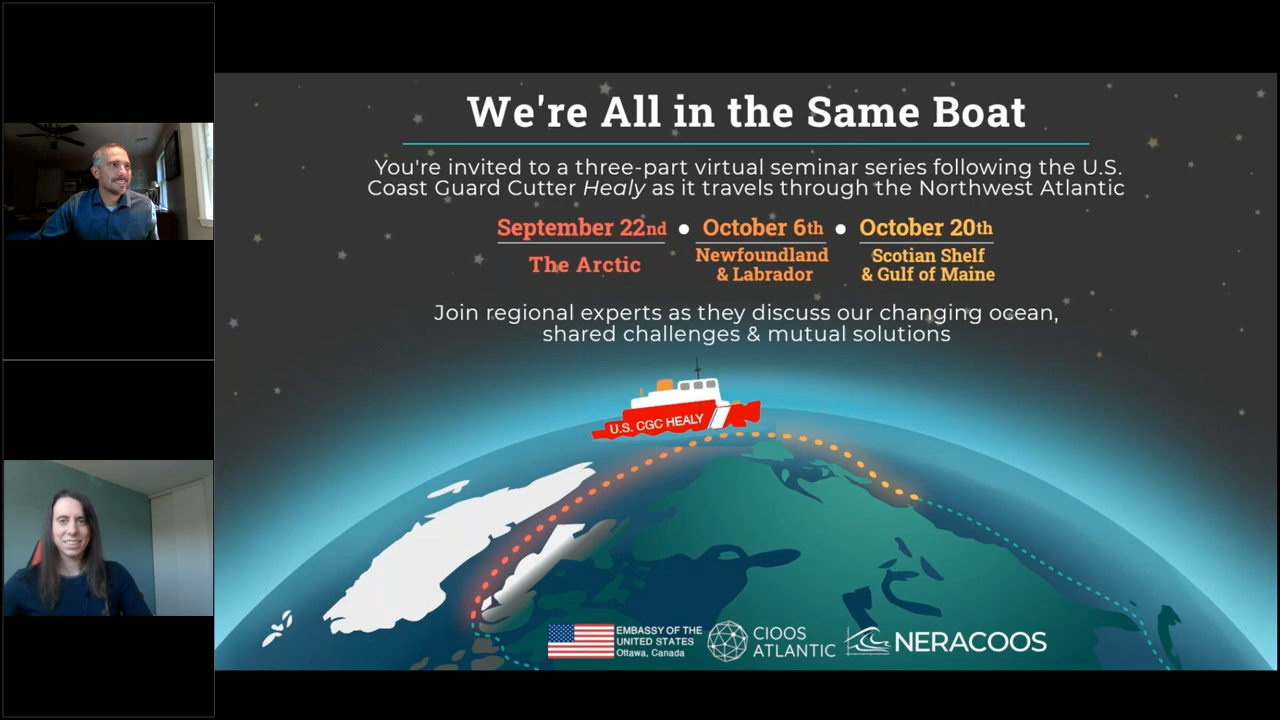 We're All in the Same Boat
You're invited to a three-part virtual seminar series following the U.S.
Coast Guard Cutter Healy as it travels through the Northwest Atlantic
September 22nd • October 6th • October 20th
The Arctic
Newfoundland
& Labrador
Scotian Shelf
& Gulf of Maine
Join regional experts as they discuss our changing ocean,
shared challenges & mutual solutions
U.S. CGC HEALY
EMBASSY OF THE
UNITED STATES
Ottawa, Canada
CIOOS
ATLANTIC
NERACOOS